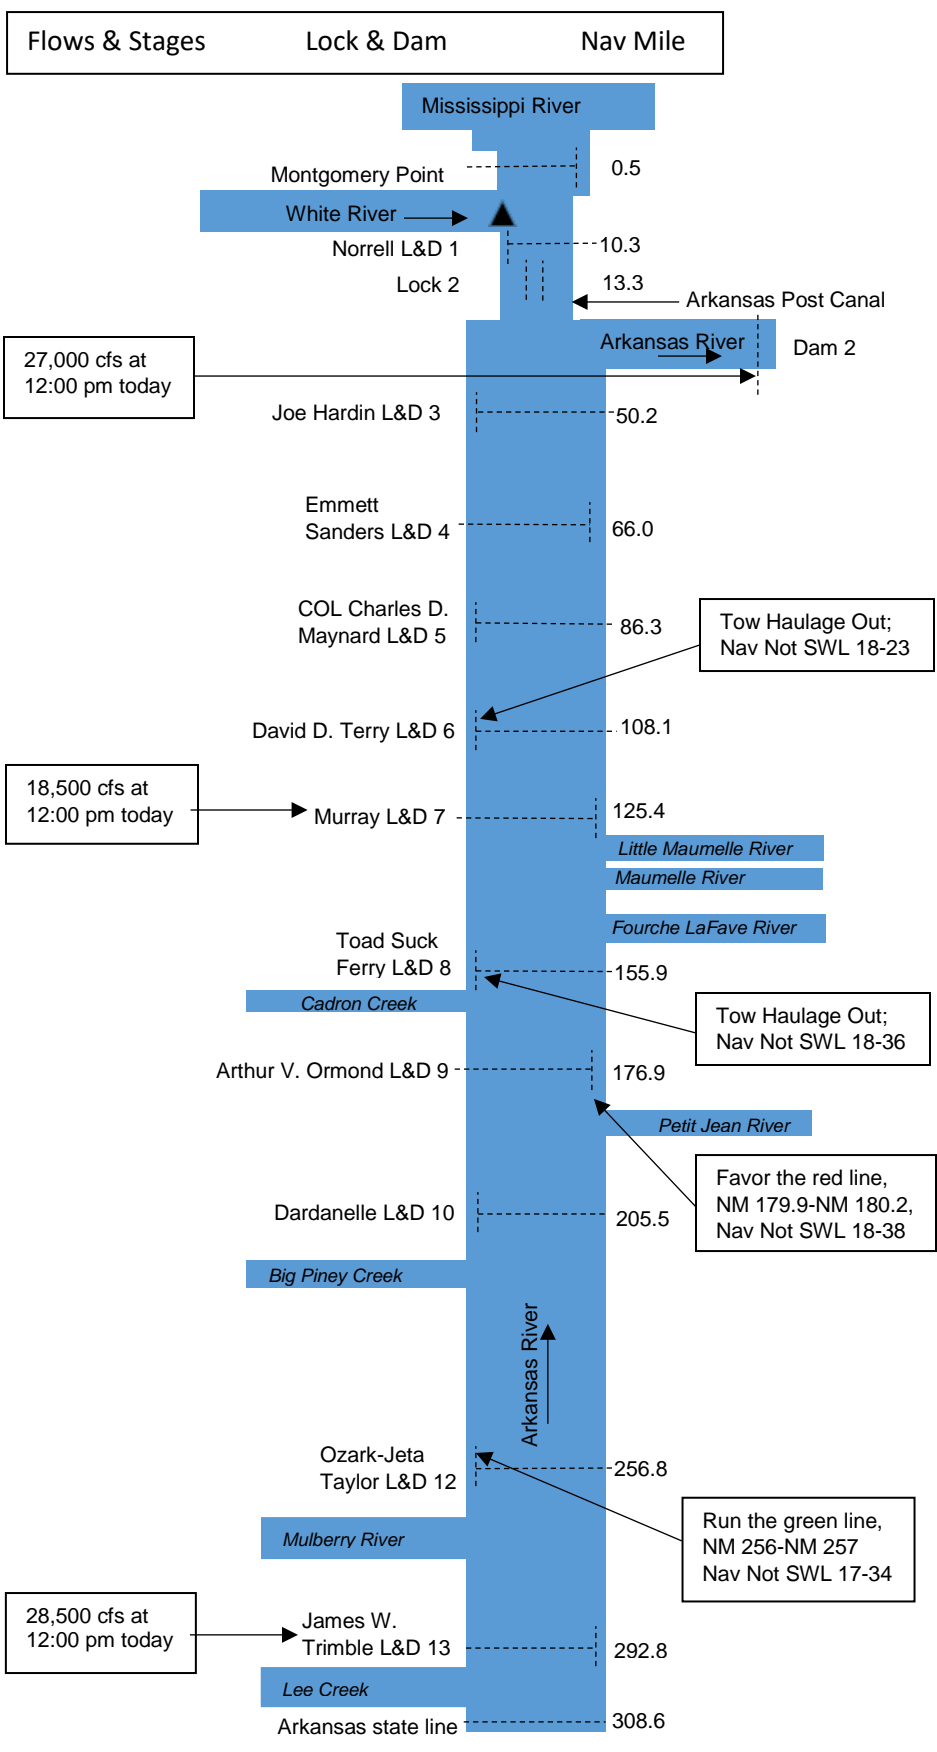 Flows & Stages Lock & Dam Nav Mile
Mississippi River
Montgomery Point 0.5
White River
Norrell L&D 1 10.3
Lock 2 13.3
Arkansas Post Canal
Arkansas River Dam 2
27,000 cfs at
12:00 pm today
Joe Hardin L&D 3 50.2
Emmett
Sanders L&D 4 66.0
COL Charles D.
Maynard L&D 5 86.3
Tow Haulage Out;
Nav Not SWL 18-23
David D. Terry L&D 6 108.1
18,500 cfs at
12:00 pm today
Murray L&D 7 125.4
Little Maumelle River
Maumelle River
Fourche LaFave River
Toad Suck
Ferry L&D 8 155.9
Cadron Creek
Tow Haulage Out;
Nav Not SWL 18-36
Arthur V. Ormond L&D 9 176.9
Petit Jean River
Favor the red line,
NM 179.9-NM 180.2,
Nav Not SWL 18-38
Dardanelle L&D 10 205.5
Big Piney Creek
Arkansas River
Ozark-Jeta
Taylor L&D 12 256.8
Run the green line,
NM 256-NM 257
Nav Not SWL 17-34
Mulberry River
28,500 cfs at
12:00 pm today
James W.
Trimble L&D 13 292.8
Lee Creek
Arkansas state line 308.6